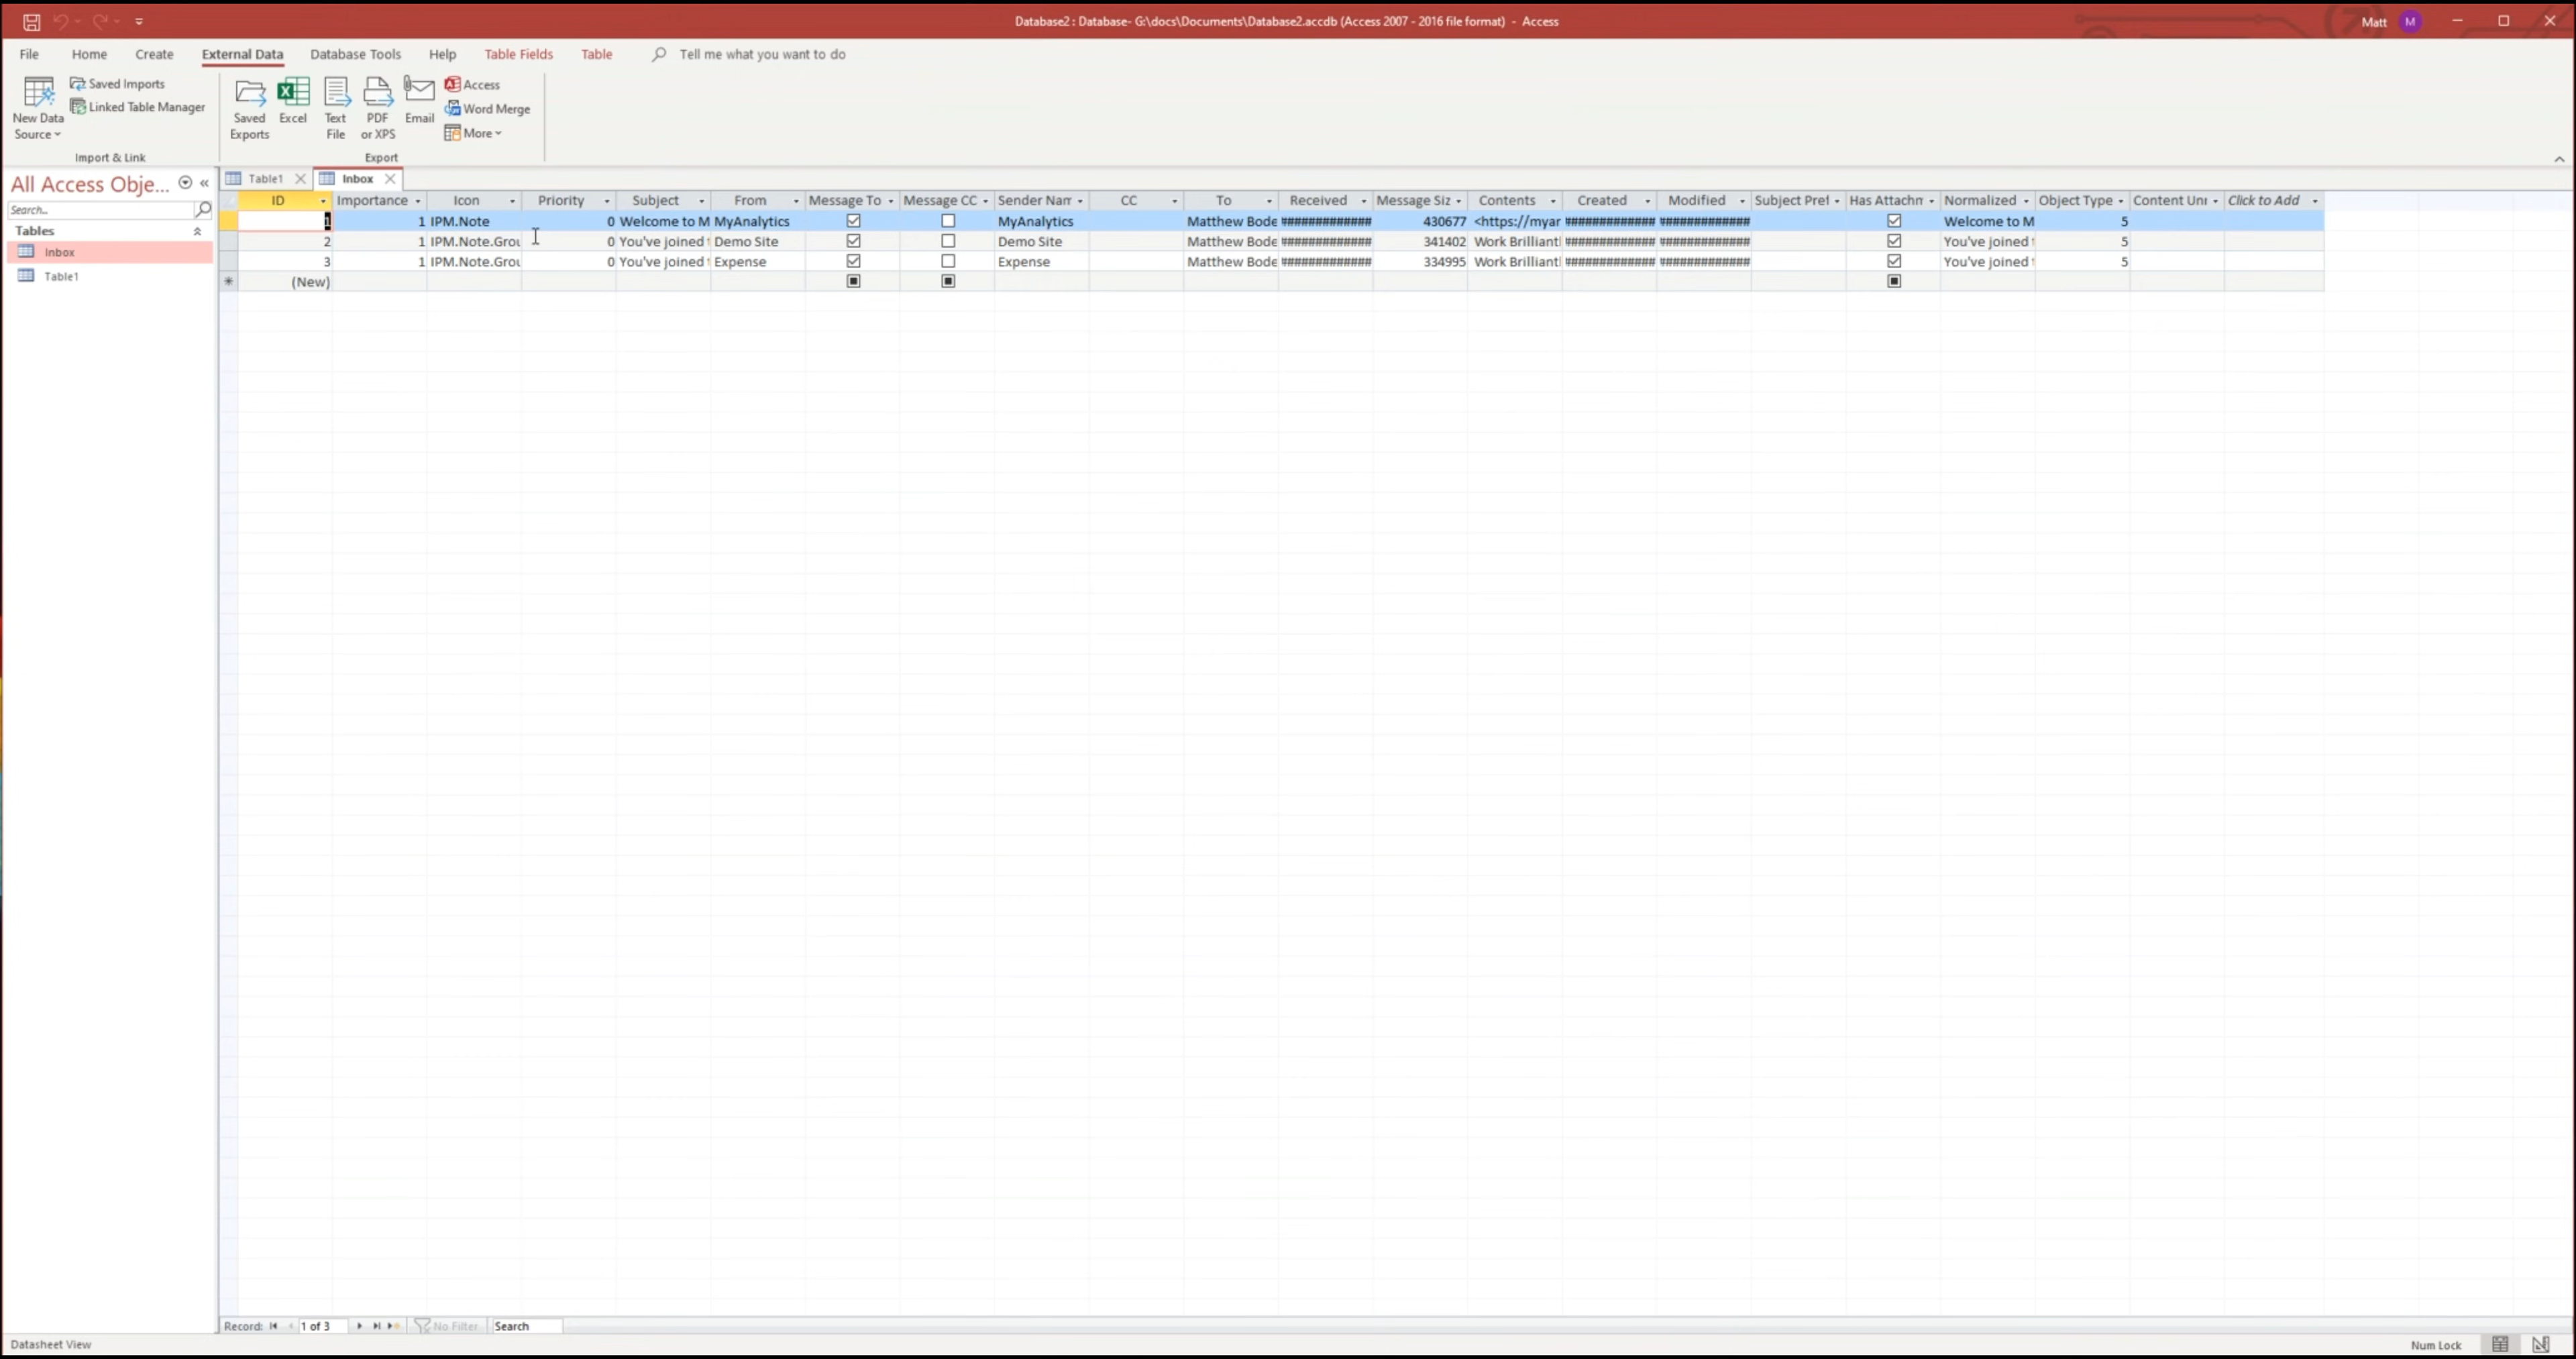 Database2 : Database- G:\docs\Documents\Database2.accdb (Access 2007 - 2016 file format) - Access
Matt M
File Home Create External Data Database Tools Help Table Fields Table Tell me what you want to do
New Data Source
Saved Imports
Linked Table Manager
Import & Link
Saved Exports
Excel
Text File
PDF or XPS
Email
Access
Word Merge
More
Export
All Access Obje...
Search...
Tables
Inbox
Table1
Table1 Inbox
ID Importance Icon Priority Subject From Message To Message CC Sender Nam CC To Received Message Siz Contents Created Modified Subject Pref Has Attachm Normalized Object Type Content Unr Click to Add
1 1 IPM.Note 0 Welcome to M MyAnalytics MyAnalytics Matthew Bode ############# 430677 <https://myar ############# ############# Welcome to M 5
2 1 IPM.Note.Grou 0 You've joined Demo Site Demo Site Matthew Bode ############# 341402 Work Brilliantl ############# ############# You've joined 5
3 1 IPM.Note.Grou 0 You've joined Expense Expense Matthew Bode ############# 334995 Work Brilliantl ############# ############# You've joined 5
* (New)
Record: 1 of 3 No Filter Search
Datasheet View
Num Lock